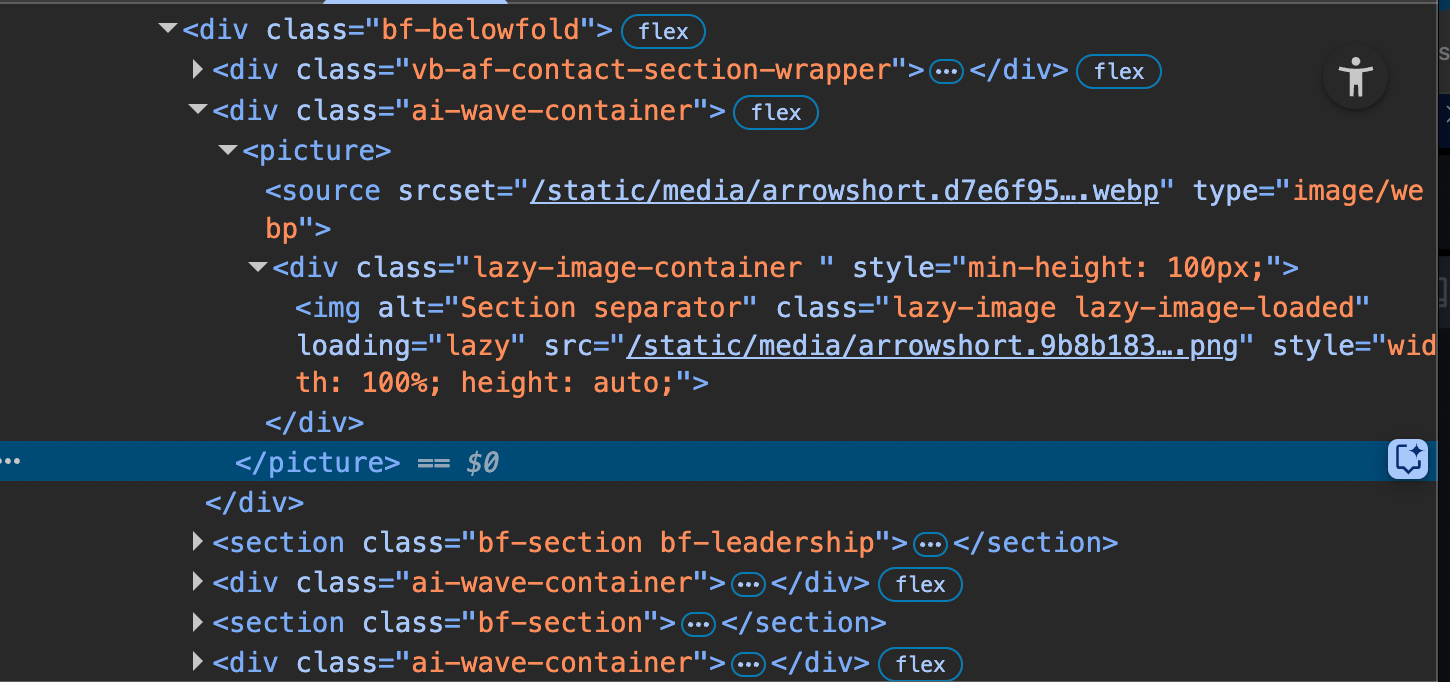 <div class="bf-belowfold"> flex
<div class="vb-af-contact-section-wrapper"> ••• </div> flex
<div class="ai-wave-container"> flex
<picture>
<source srcset="/static/media/arrowshort.d7e6f95….webp" type="image/we
bp">
<div class="lazy-image-container " style="min-height: 100px;">
<img alt="Section separator" class="lazy-image lazy-image-loaded"
loading="lazy" src="/static/media/arrowshort.9b8b183….png" style="wid
th: 100%; height: auto;">
</div>
••• </picture> == $0
</div>
<section class="bf-section bf-leadership"> ••• </section>
<div class="ai-wave-container"> ••• </div> flex
<section class="bf-section"> ••• </section>
<div class="ai-wave-container"> ••• </div> flex